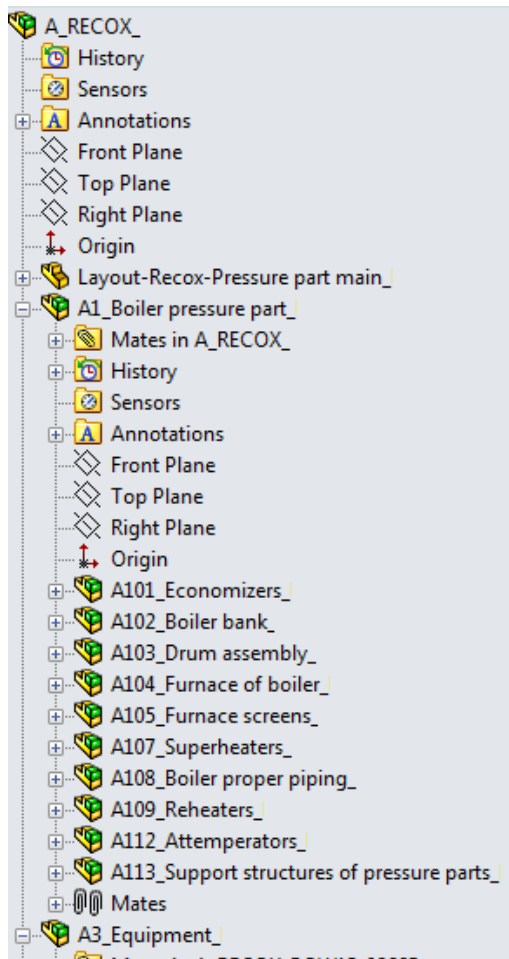 A_RECOX_
History
Sensors
Annotations
Front Plane
Top Plane
Right Plane
Origin
Layout-Recox-Pressure part main_
A1_Boiler pressure part_
Mates in A_RECOX_
History
Sensors
Annotations
Front Plane
Top Plane
Right Plane
Origin
A101_Economizers_
A102_Boiler bank_
A103_Drum assembly_
A104_Furnace of boiler_
A105_Furnace screens_
A107_Superheaters_
A108_Boiler proper piping_
A109_Reheaters_
A112_Attemperators_
A113_Support structures of pressure parts_
Mates
A3_Equipment_